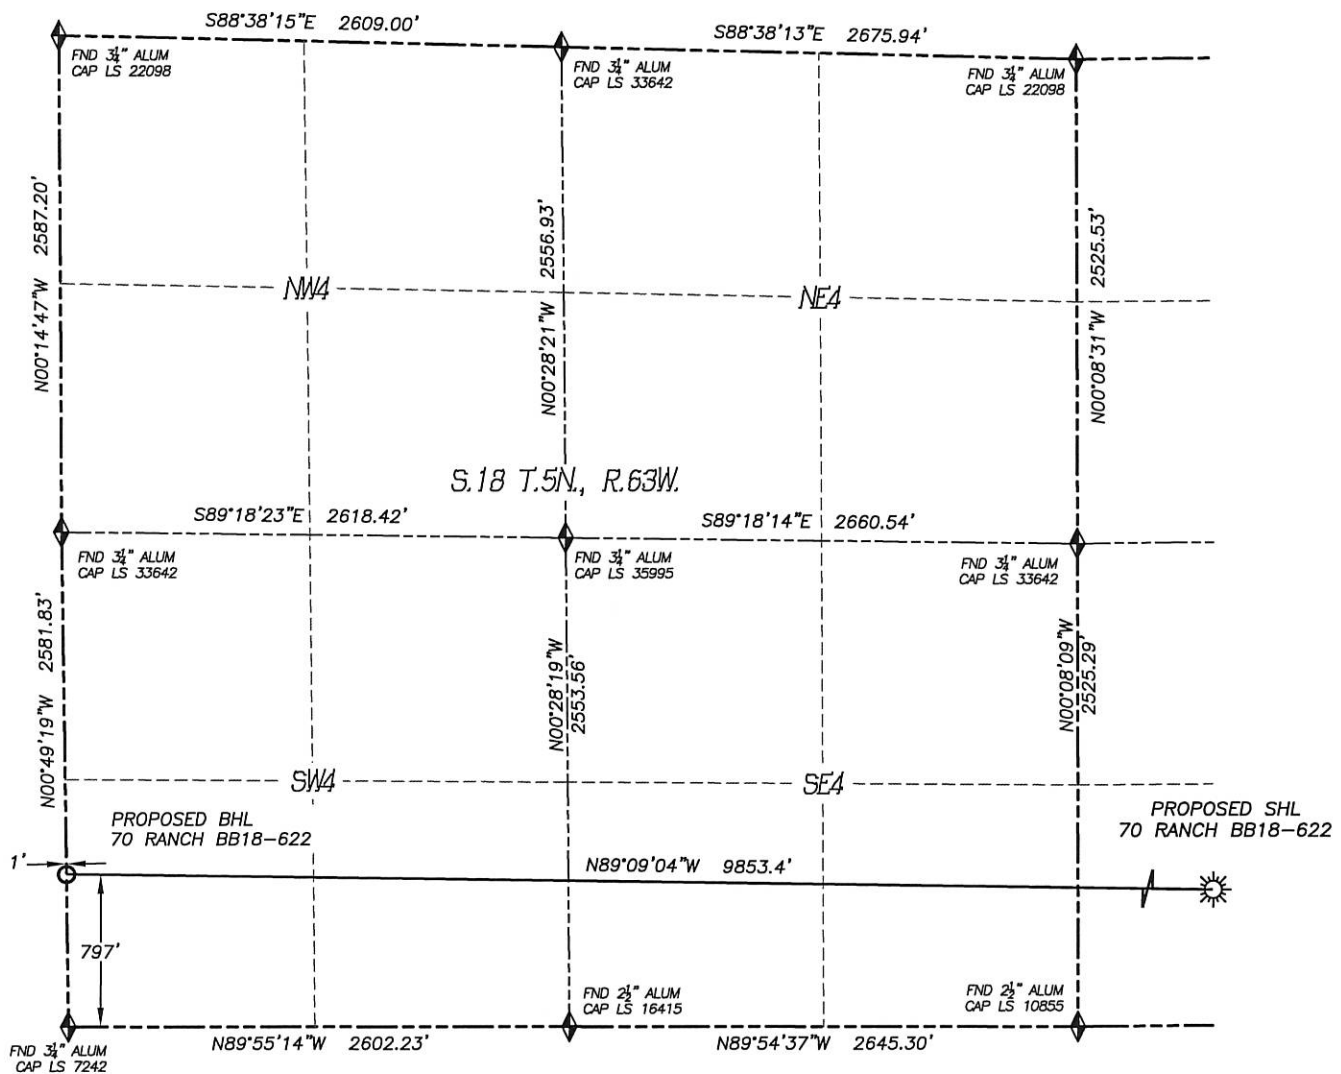 S88°38'15"E 2609.00'
S88°38'13"E 2675.94'
FND 3¼" ALUM
CAP LS 22098
FND 3¼" ALUM
CAP LS 33642
FND 3¼" ALUM
CAP LS 22098
N00°14'47"W 2587.20'
N00°28'21"W 2556.93'
N00°08'31"W 2525.53'
NW4
NE4
S.18 T.5N., R.63W.
S89°18'23"E 2618.42'
S89°18'14"E 2660.54'
FND 3¼" ALUM
CAP LS 33642
FND 3¼" ALUM
CAP LS 35995
FND 3¼" ALUM
CAP LS 33642
N00°49'19"W 2581.83'
N00°28'19"W
2553.56'
N00°08'09"W
2525.29'
SW4
SE4
PROPOSED BHL
70 RANCH BB18-622
PROPOSED SHL
70 RANCH BB18-622
1'
N89°09'04"W 9853.4'
797'
FND 2½" ALUM
CAP LS 16415
FND 2½" ALUM
CAP LS 10855
FND 3¼" ALUM
CAP LS 7242
N89°55'14"W 2602.23'
N89°54'37"W 2645.30'